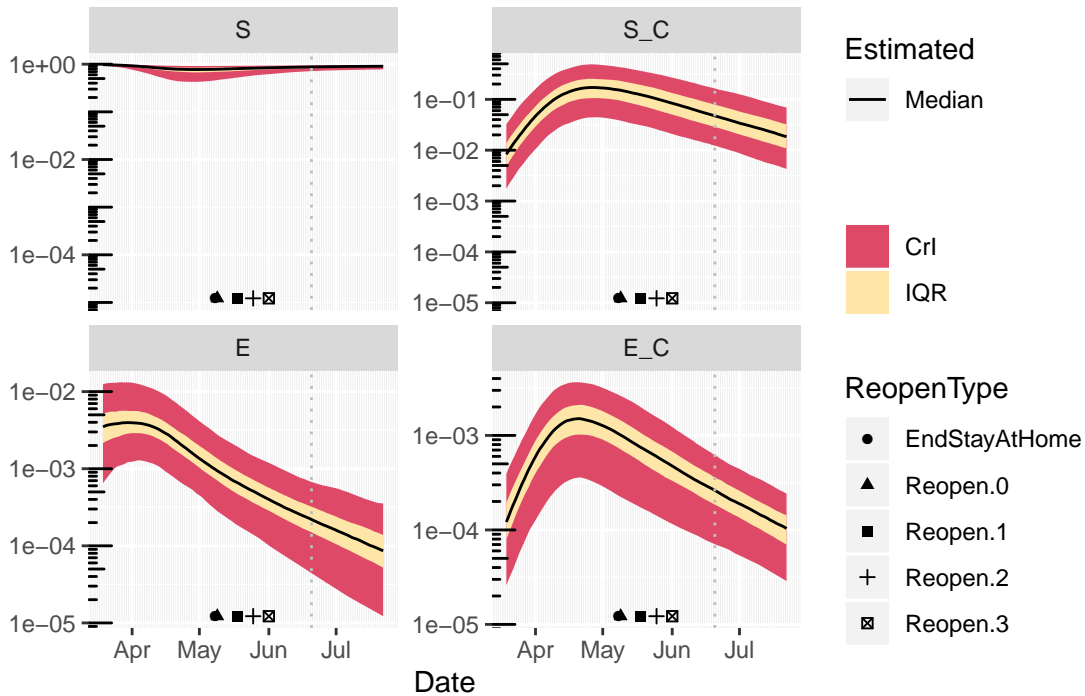 S
S_C
1e+00
1e-02
1e-04
1e-01
1e-02
1e-03
1e-04
1e-05
E
E_C
1e-02
1e-03
1e-04
1e-05
1e-03
1e-04
1e-05
Apr May Jun Jul
Apr May Jun Jul
Date
Estimated
Median
CrI
IQR
ReopenType
EndStayAtHome
Reopen.0
Reopen.1
Reopen.2
Reopen.3